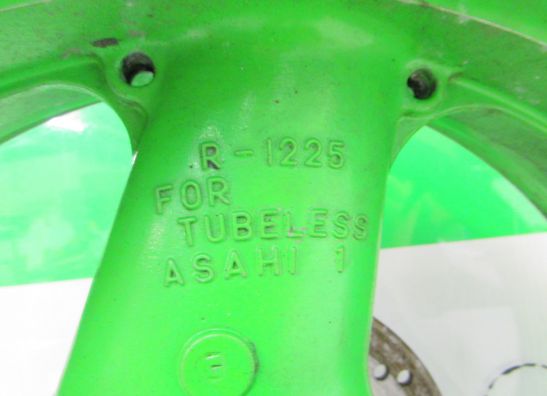 R-1225
FOR
TUBELESS
ASAHI 1